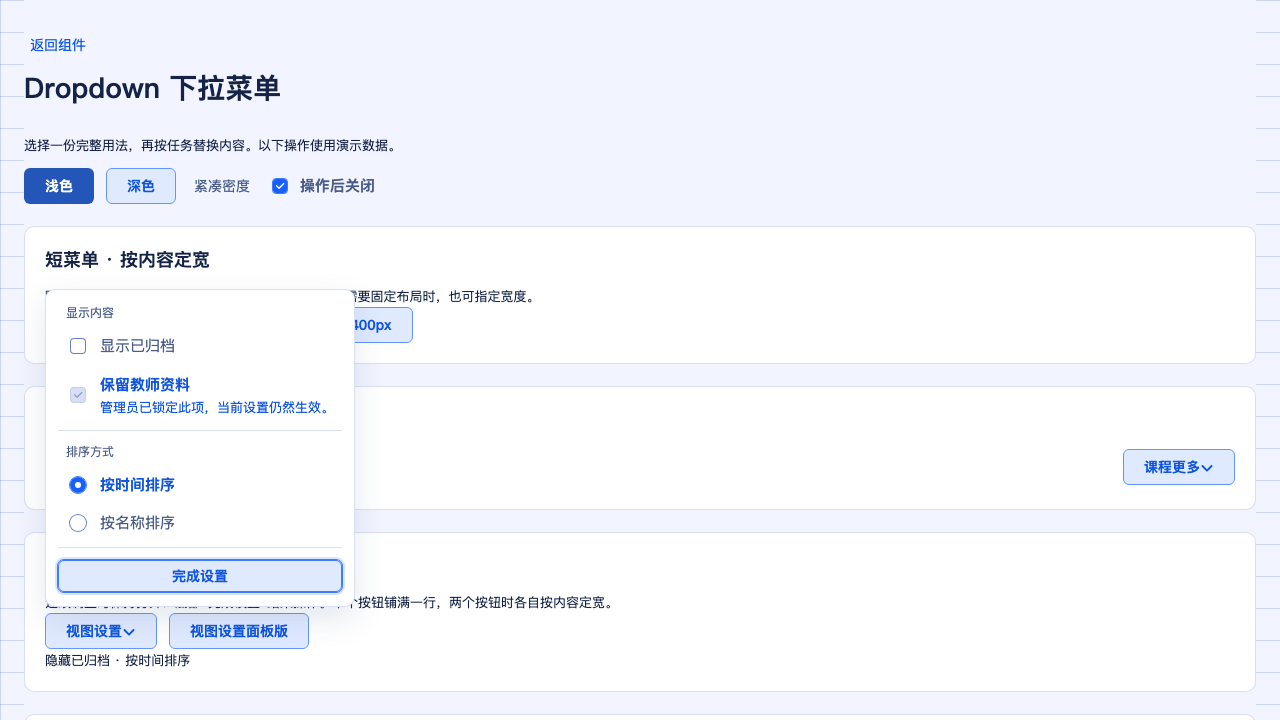 返回组件
Dropdown 下拉菜单
选择一份完整用法，再按任务替换内容。以下操作使用演示数据。
浅色
深色
紧凑密度
操作后关闭
短菜单 · 按内容定宽
要固定布局时，也可指定宽度。
400px
显示内容
显示已归档
保留教师资料
管理员已锁定此项，当前设置仍然生效。
排序方式
按时间排序
按名称排序
完成设置
课程更多
按钮铺满一行，两个按钮时各自按内容定宽。
视图设置
视图设置面板版
隐藏已归档 · 按时间排序